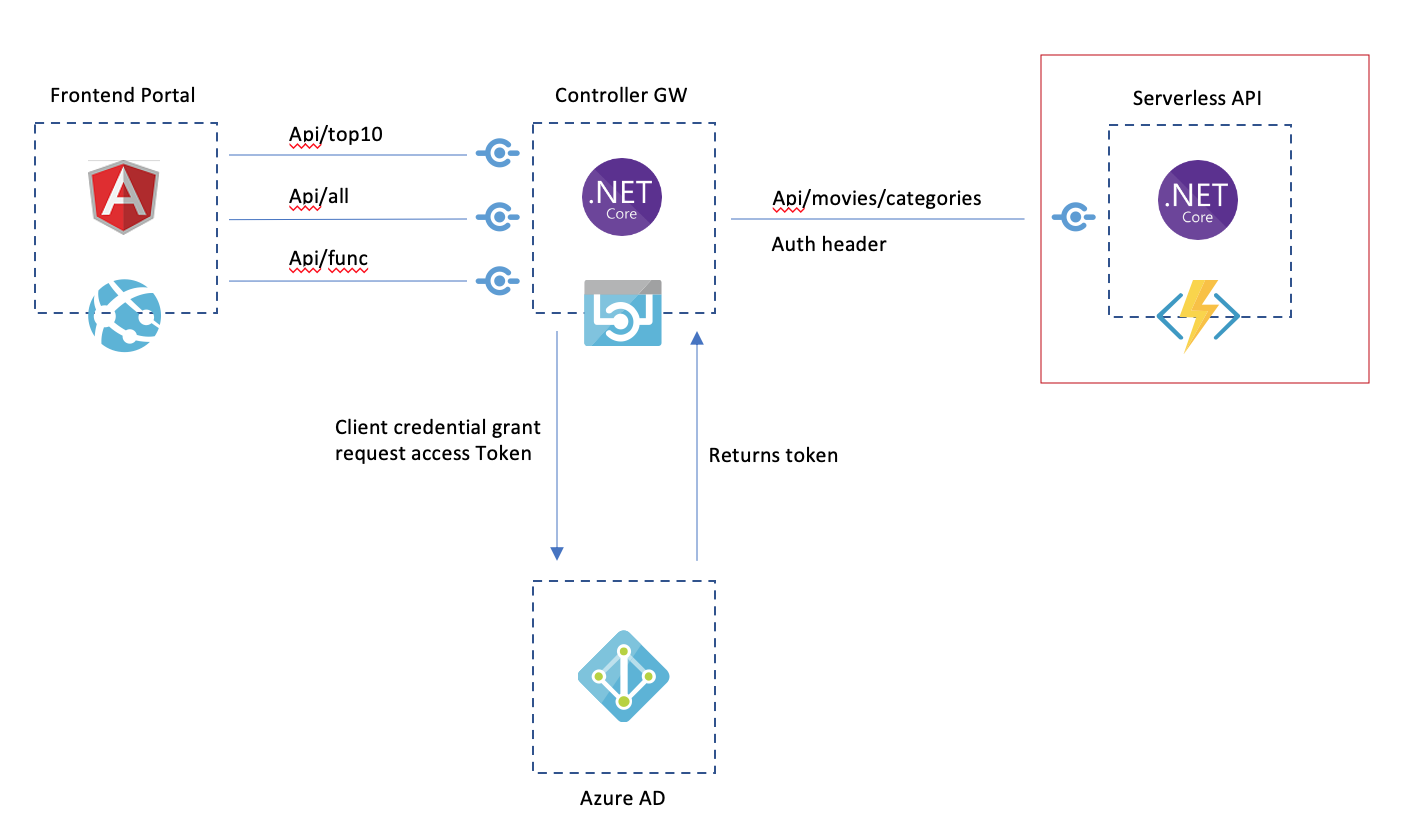 Frontend Portal
Controller GW
Serverless API
Api/top10
Api/all
Api/func
A
.NET
Core
Api/movies/categories
Auth header
.NET
Core
Client credential grant
request access Token
Returns token
Azure AD